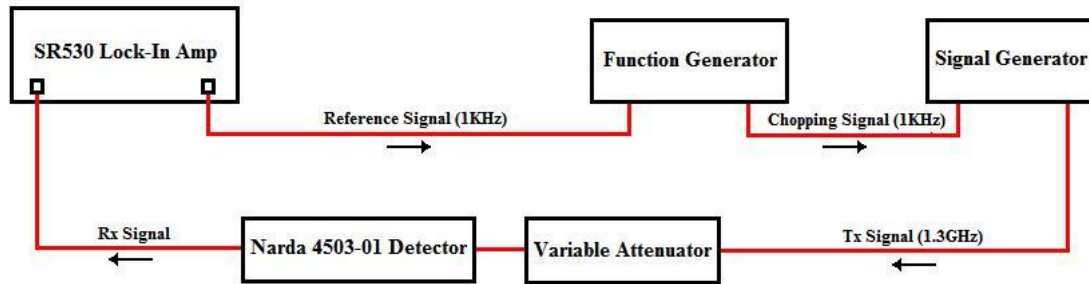 SR530 Lock-In Amp
Function Generator
Signal Generator
Reference Signal (1KHz)
Chopping Signal (1KHz)
Rx Signal
Narda 4503-01 Detector
Variable Attenuator
Tx Signal (1.3GHz)